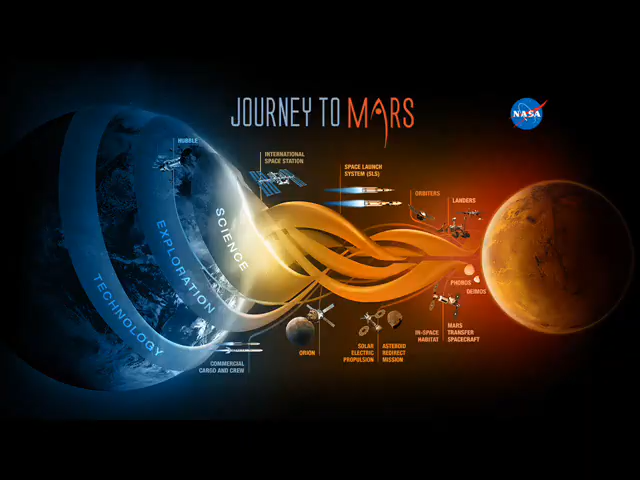 JOURNEY TO MARS
NASA
HUBBLE
INTERNATIONAL
SPACE STATION
SPACE LAUNCH
SYSTEM (SLS)
ORBITERS
LANDERS
SCIENCE
EXPLORATION
TECHNOLOGY
PHOBOS
DEIMOS
COMMERCIAL
CARGO AND CREW
ORION
SOLAR
ELECTRIC
PROPULSION
ASTEROID
REDIRECT
MISSION
IN-SPACE
HABITAT
MARS
TRANSFER
SPACECRAFT